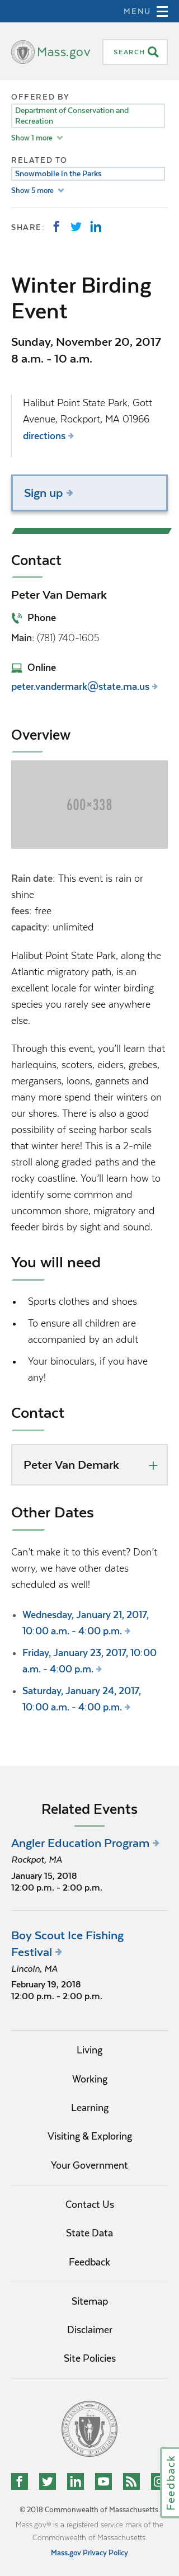 MENU
Mass.gov
SEARCH
OFFERED BY
Department of Conservation and
Recreation
Show 1 more
RELATED TO
Snowmobile in the Parks
Show 5 more
SHARE:
Winter Birding
Event
Sunday, November 20, 2017
8 a.m. - 10 a.m.
Halibut Point State Park, Gott
Avenue, Rockport, MA 01966
directions
Sign up
Contact
Peter Van Demark
Phone
Main: (781) 740-1605
Online
peter.vandermark@state.ma.us
Overview
600×338
Rain date: This event is rain or
shine
fees: free
capacity: unlimited
Halibut Point State Park, along the
Atlantic migratory path, is an
excellent locale for winter birding
species you rarely see anywhere
else.
Through this event, you'll learn that
harlequins, scoters, eiders, grebes,
mergansers, loons, gannets and
many more spend their winters on
our shores. There is also a good
possibility of seeing harbor seals
that winter here! This is a 2-mile
stroll along graded paths and the
rocky coastline. You'll learn how to
identify some common and
uncommon shore, migratory and
feeder birds by sight and sound.
You will need
• Sports clothes and shoes
• To ensure all children are
accompanied by an adult
• Your binoculars, if you have
any!
Contact
Peter Van Demark
Other Dates
Can't make it to this event? Don't
worry, we have other dates
scheduled as well!
• Wednesday, January 21, 2017,
10:00 a.m. - 4:00 p.m.
• Friday, January 23, 2017, 10:00
a.m. - 4:00 p.m.
• Saturday, January 24, 2017,
10:00 a.m. - 4:00 p.m.
Related Events
Angler Education Program
Rockpot, MA
January 15, 2018
12:00 p.m. - 2:00 p.m.
Boy Scout Ice Fishing
Festival
Lincoln, MA
February 19, 2018
12:00 p.m. - 2:00 p.m.
Living
Working
Learning
Visiting & Exploring
Your Government
Contact Us
State Data
Feedback
Sitemap
Disclaimer
Site Policies
Feedback
© 2018 Commonwealth of Massachusetts.
Mass.gov® is a registered service mark of the
Commonwealth of Massachusetts.
Mass.gov Privacy Policy